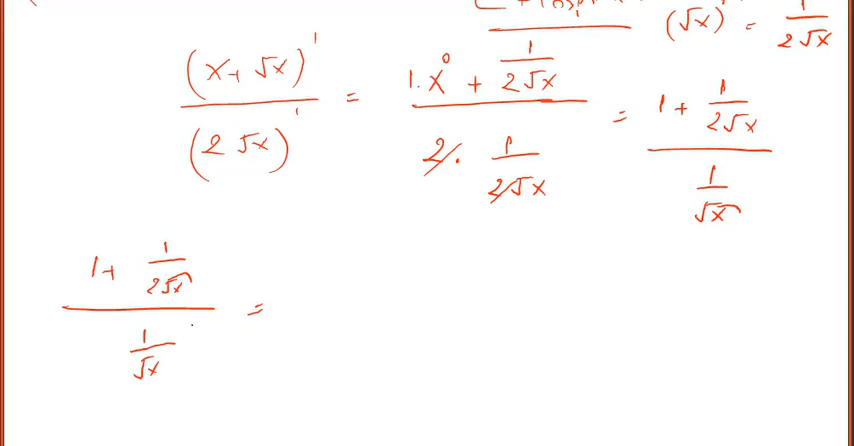 (√x)' = 1/(2√x)
(x+√x)'/(2√x)' = (1.x⁰ + 1/(2√x))/(2.1/(2√x)) = (1+1/(2√x))/(1/√x)
(1+1/(2√x))/(1/√x) =